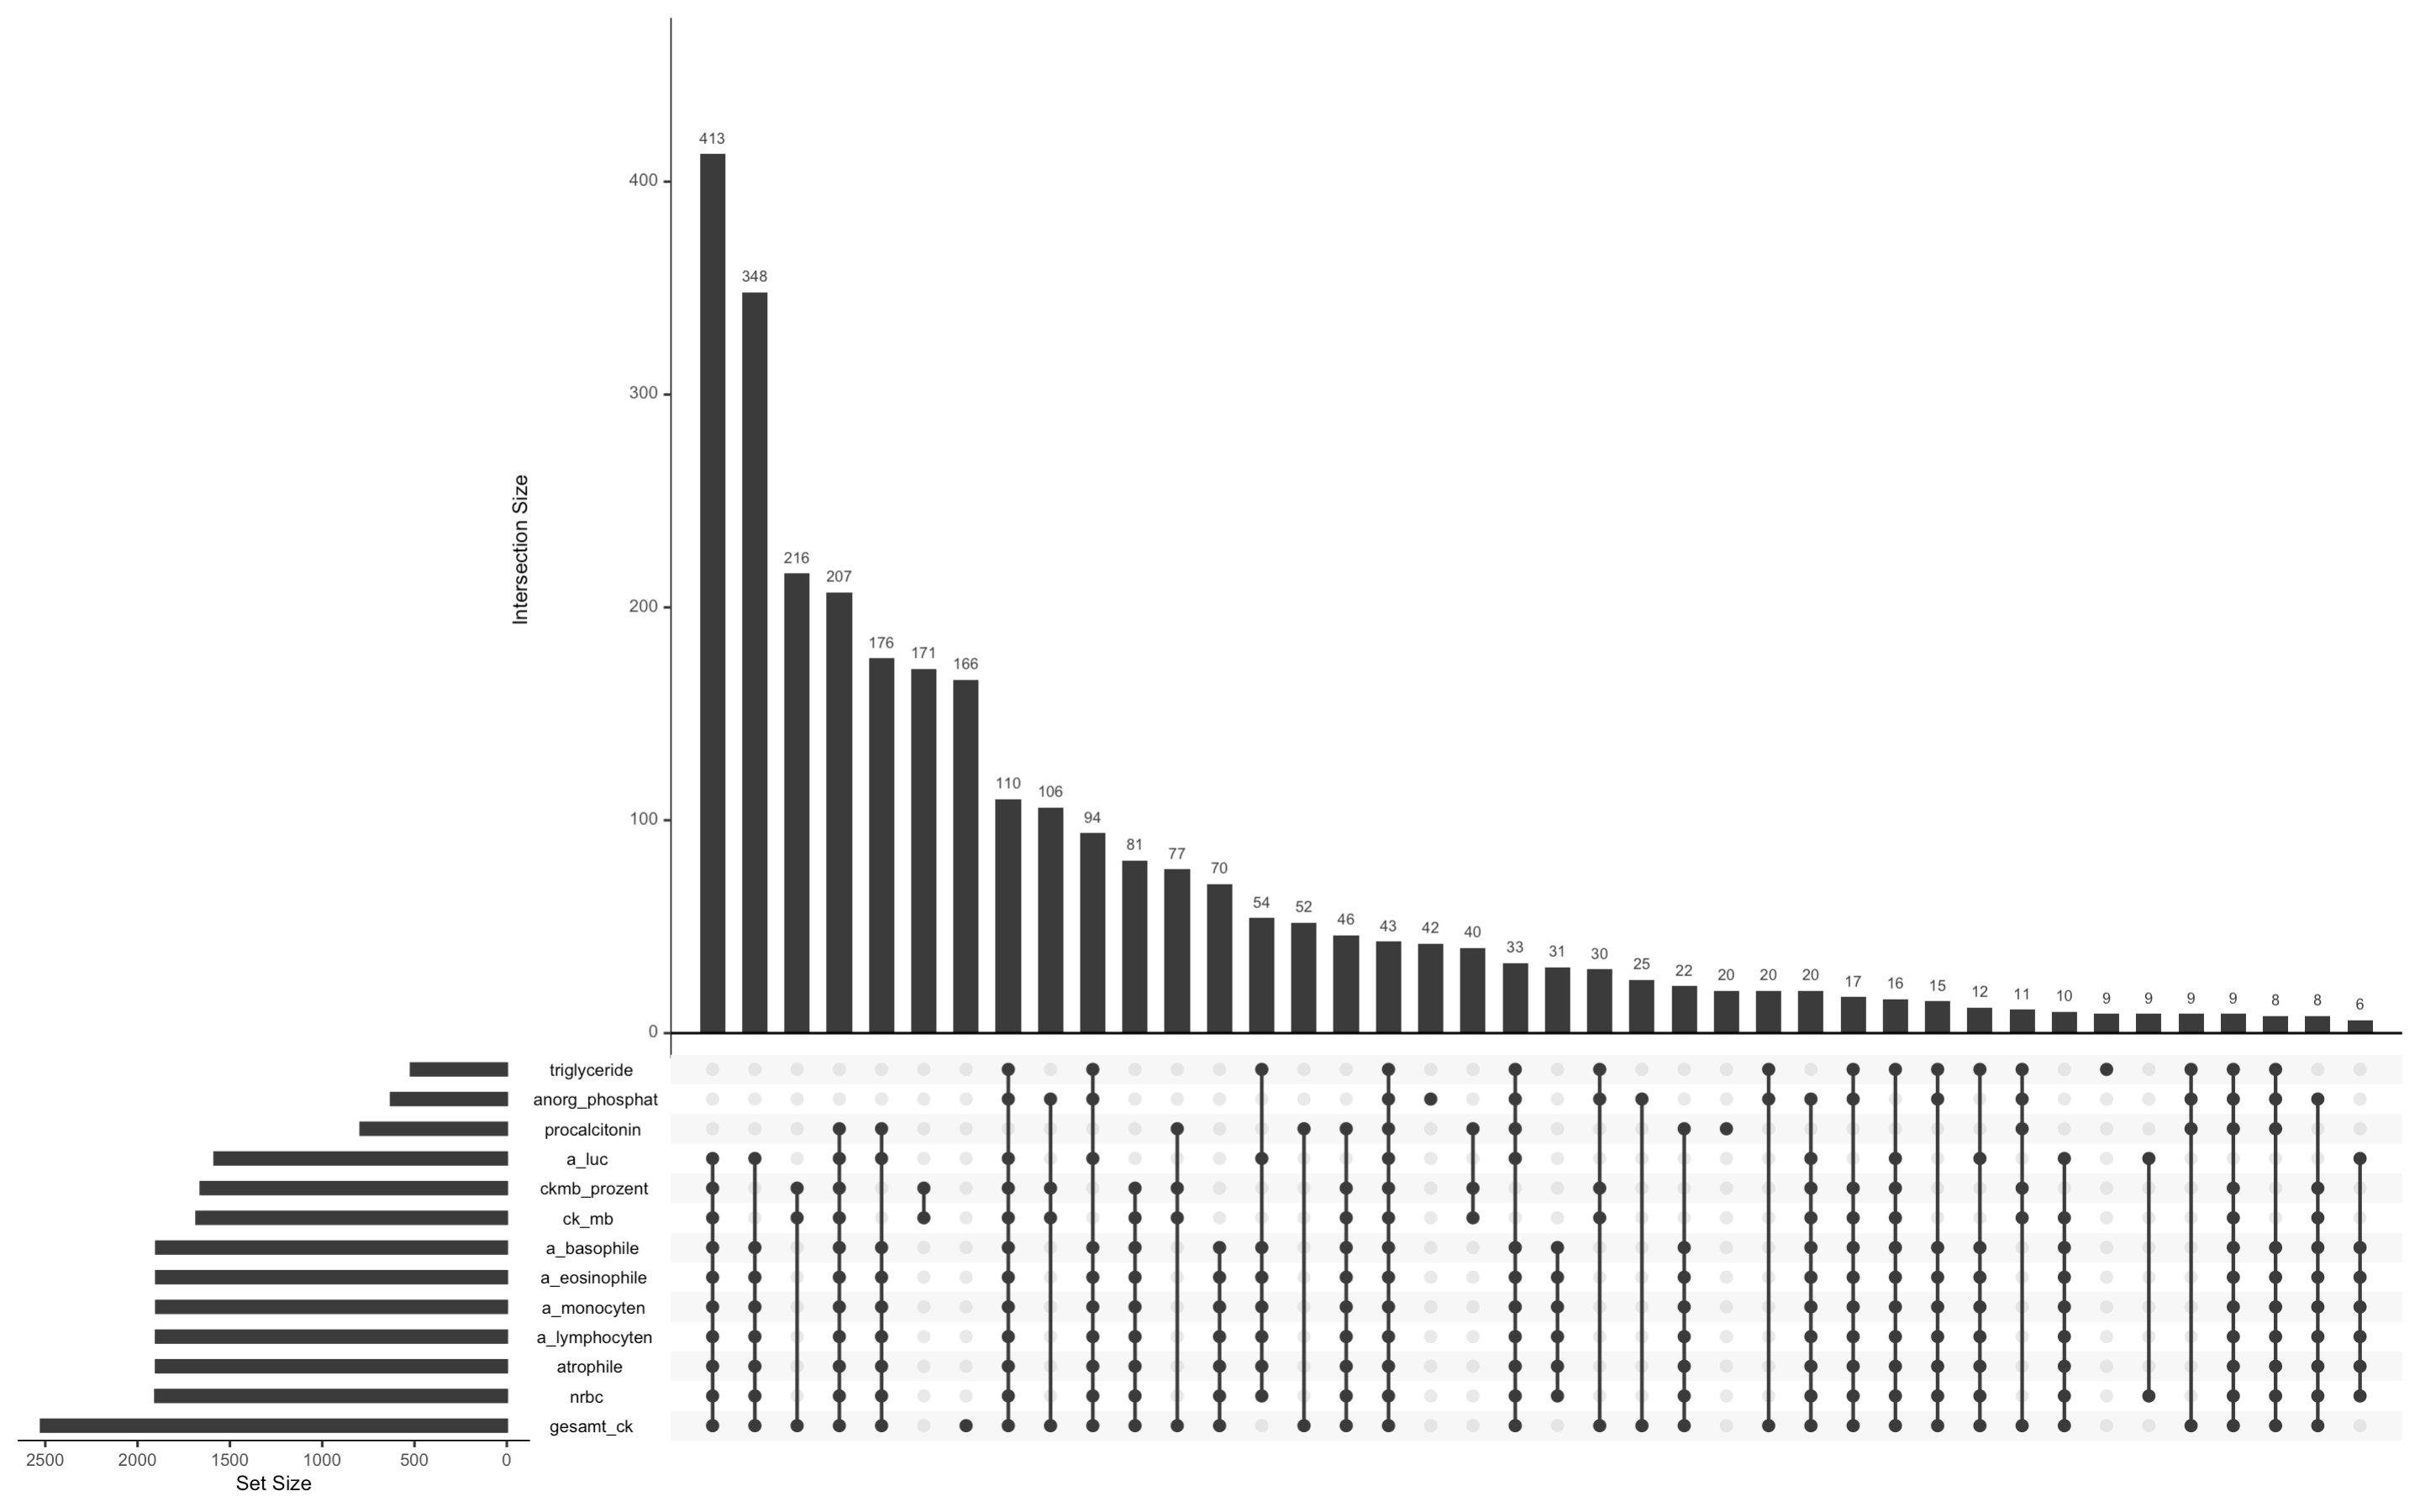 413
348
216
207
176
171
166
110
106
94
81
77
70
54
52
46
43
42
40
33
31
30
25
22
20
20
20
17
16
15
12
11
10
9
9
9
9
8
8
6
400
300
200
100
0
Intersection Size
triglyceride
anorg_phosphat
procalcitonin
a_luc
ckmb_prozent
ck_mb
a_basophile
a_eosinophile
a_monocyten
a_lymphocyten
atrophile
nrbc
gesamt_ck
2500 2000 1500 1000 500 0
Set Size